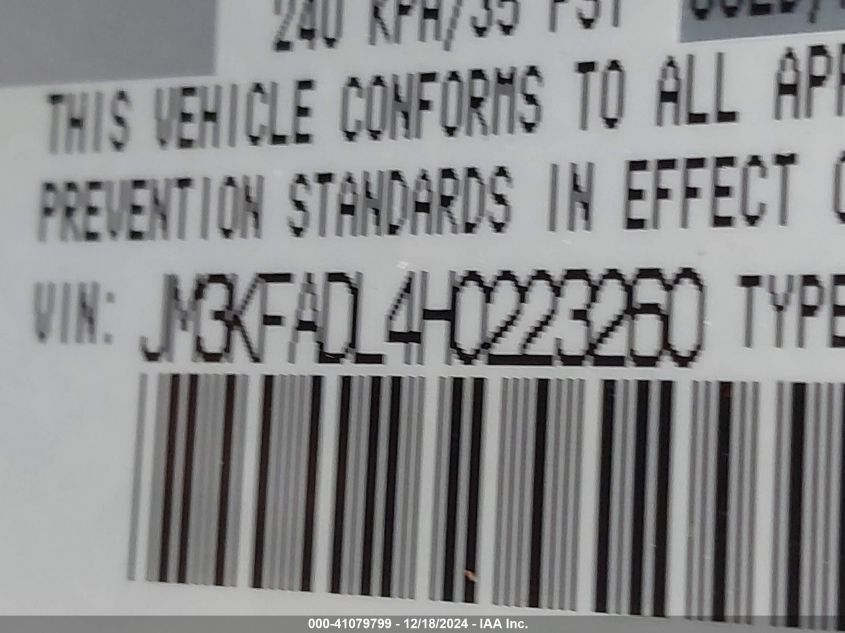 240 KPA/35 PSI
THIS VEHICLE CONFORMS TO ALL
PREVENTION STANDARDS IN EFFECT
VIN: JM3KFADL4H0223260 TYPE
000-41079799 - 12/18/2024 - IAA Inc.